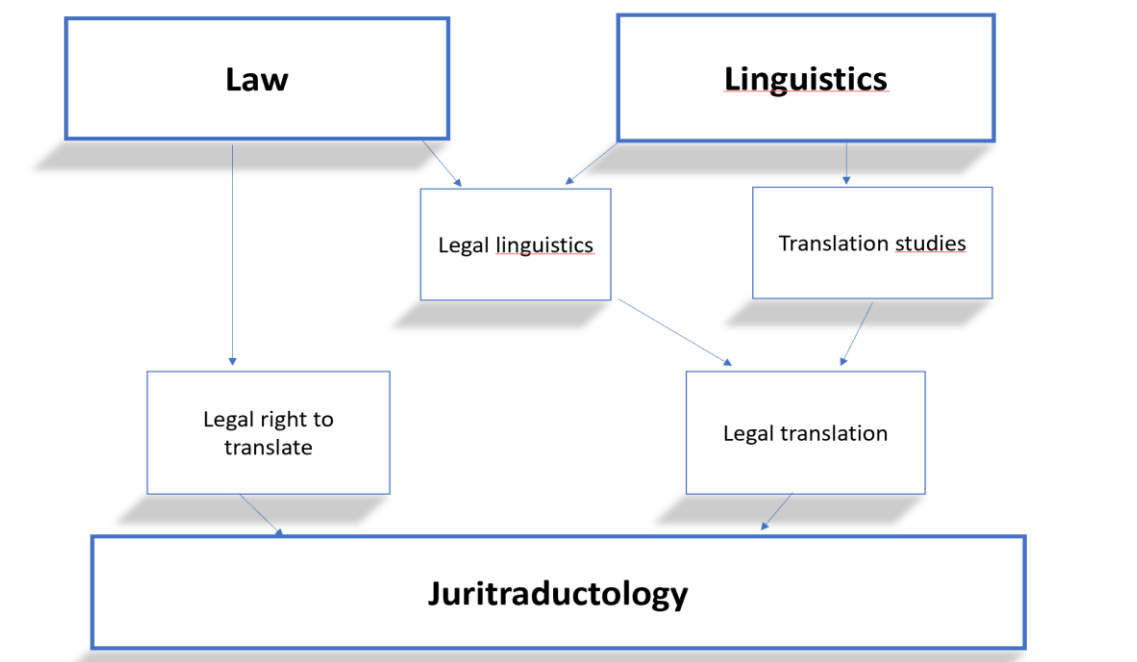 Law
Linguistics
Legal linguistics
Translation studies
Legal right to
translate
Legal translation
Juritraductology